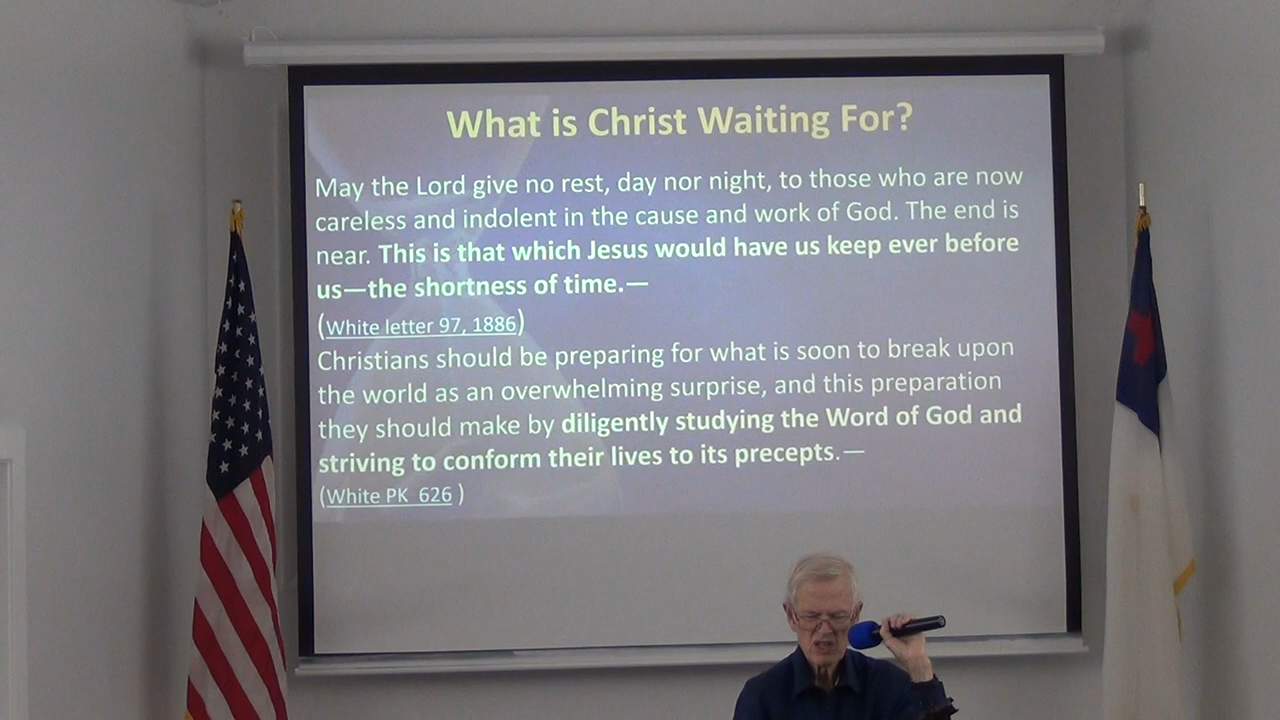 What is Christ Waiting For?
May the Lord give no rest, day nor night, to those who are now
careless and indolent in the cause and work of God. The end is
near. This is that which Jesus would have us keep ever before
us—the shortness of time.—
(White letter 97, 1886)
Christians should be preparing for what is soon to break upon
the world as an overwhelming surprise, and this preparation
they should make by diligently studying the Word of God and
striving to conform their lives to its precepts.—
(White PK 626 )